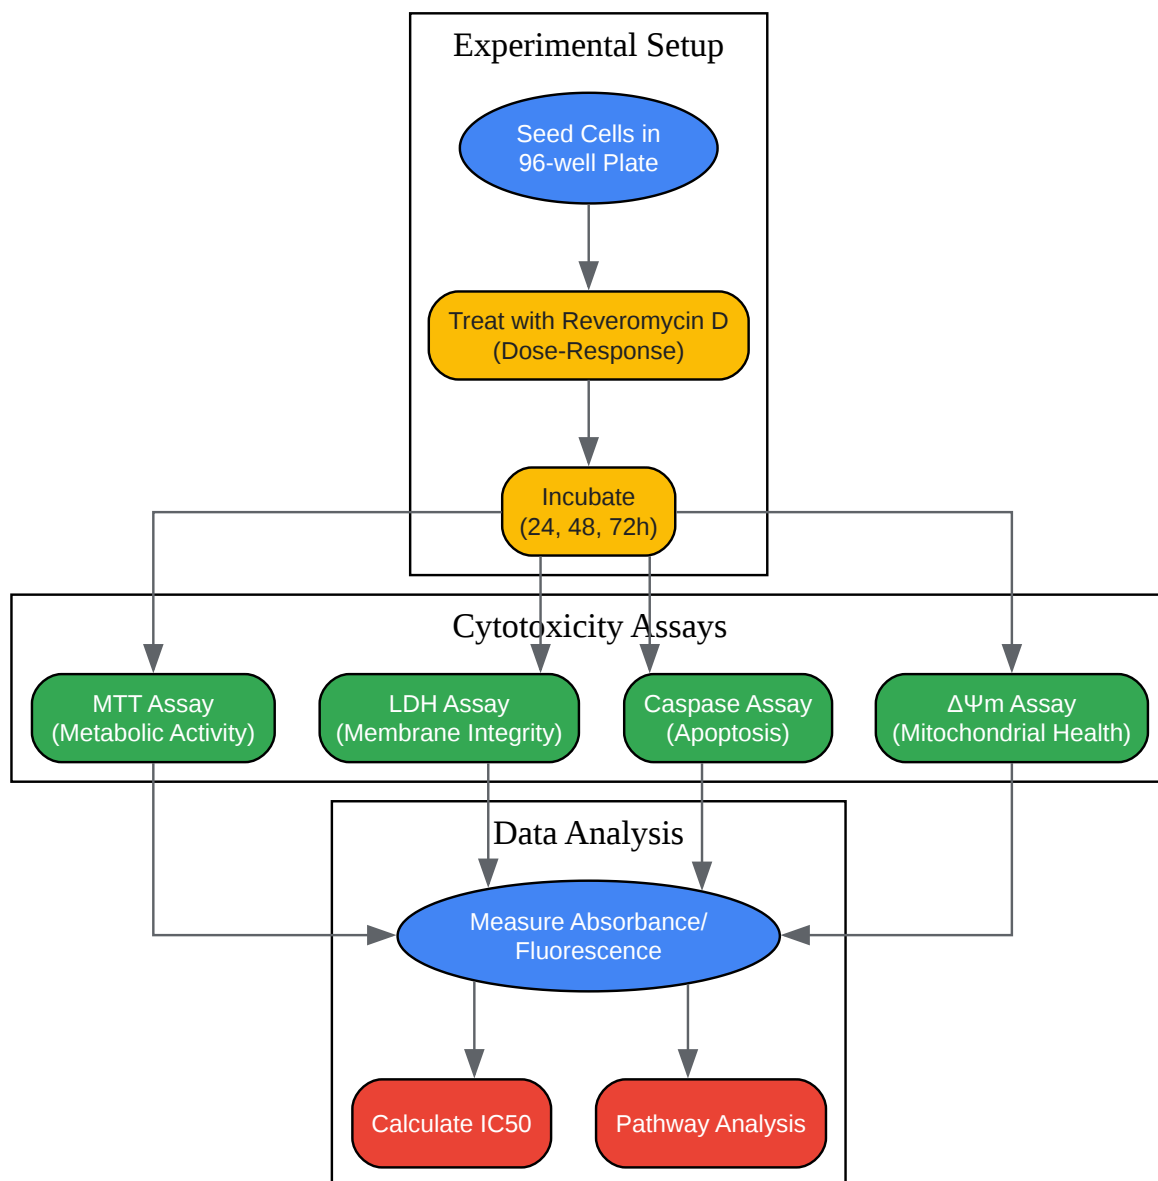 Experimental Setup
Seed Cells in
96-well Plate
Treat with Reveromycin D
(Dose-Response)
Incubate
(24, 48, 72h)
Cytotoxicity Assays
MTT Assay
(Metabolic Activity)
LDH Assay
(Membrane Integrity)
Caspase Assay
(Apoptosis)
ΔΨm Assay
(Mitochondrial Health)
Data Analysis
Measure Absorbance/
Fluorescence
Calculate IC50
Pathway Analysis